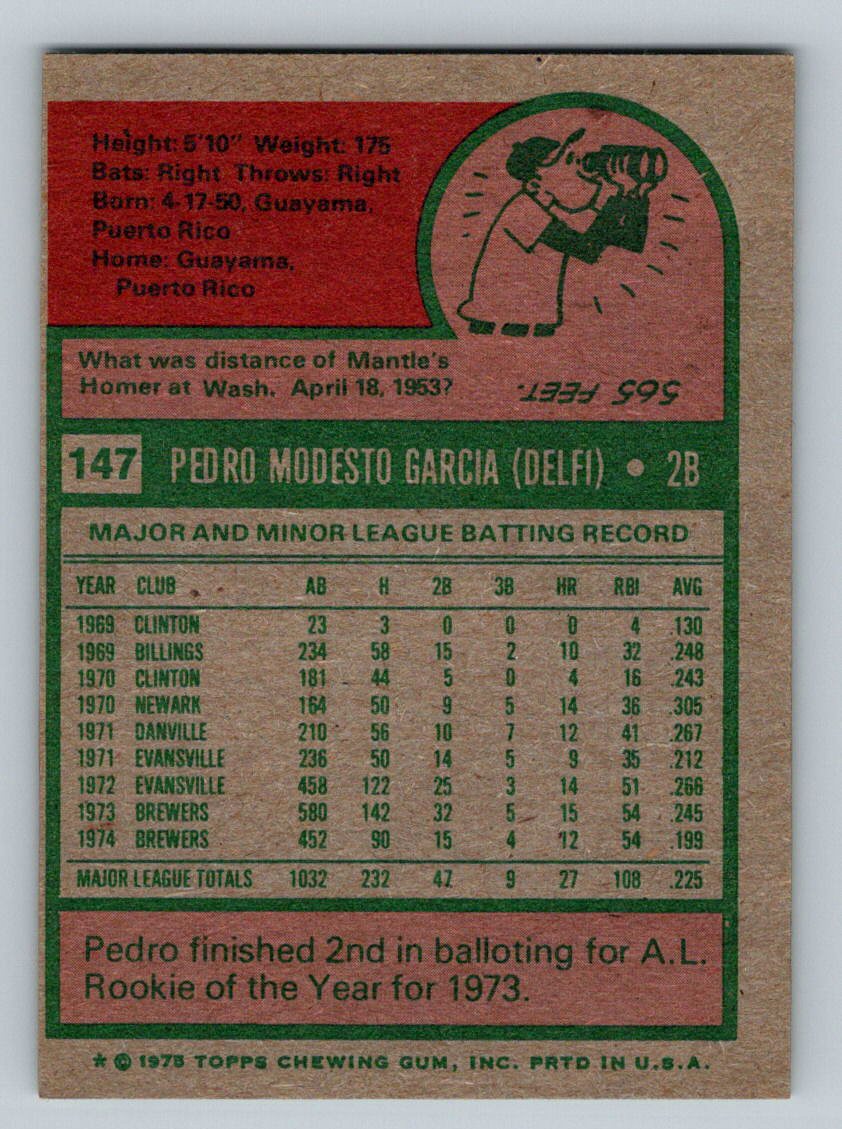 Height: 5'10" Weight: 175
Bats: Right Throws: Right
Born: 4-17-50, Guayama,
Puerto Rico
Home: Guayama,
Puerto Rico
What was distance of Mantle's
Homer at Wash. April 18, 1953?
565 FEET.
147 PEDRO MODESTO GARCIA (DELFI) • 2B
MAJOR AND MINOR LEAGUE BATTING RECORD
YEAR CLUB AB H 2B 3B HR RBI AVG
1969 CLINTON 23 3 0 0 0 4 .130
1969 BILLINGS 234 58 15 2 10 32 .248
1970 CLINTON 181 44 5 0 4 16 .243
1970 NEWARK 164 50 9 5 14 36 .305
1971 DANVILLE 210 56 10 7 12 41 .267
1971 EVANSVILLE 236 50 14 5 9 35 .212
1972 EVANSVILLE 458 122 25 3 14 51 .266
1973 BREWERS 580 142 32 5 15 54 .245
1974 BREWERS 452 90 15 4 12 54 .199
MAJOR LEAGUE TOTALS 1032 232 47 9 27 108 .225
Pedro finished 2nd in balloting for A.L.
Rookie of the Year for 1973.
* © 1975 TOPPS CHEWING GUM, INC. PRTD IN U.S.A.